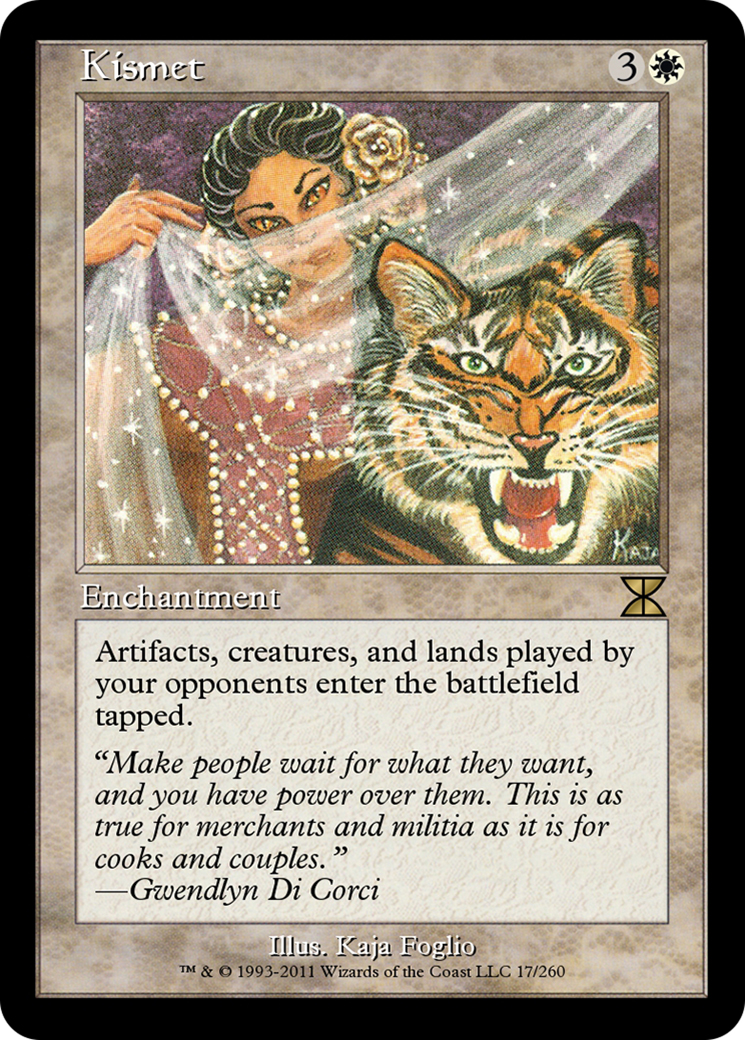 Kismet 3
KAJA
Enchantment
Artifacts, creatures, and lands played by
your opponents enter the battlefield
tapped.
“Make people wait for what they want,
and you have power over them. This is as
true for merchants and militia as it is for
cooks and couples.”
—Gwendlyn Di Corci
Illus. Kaja Foglio
™ & © 1993-2011 Wizards of the Coast LLC 17/260